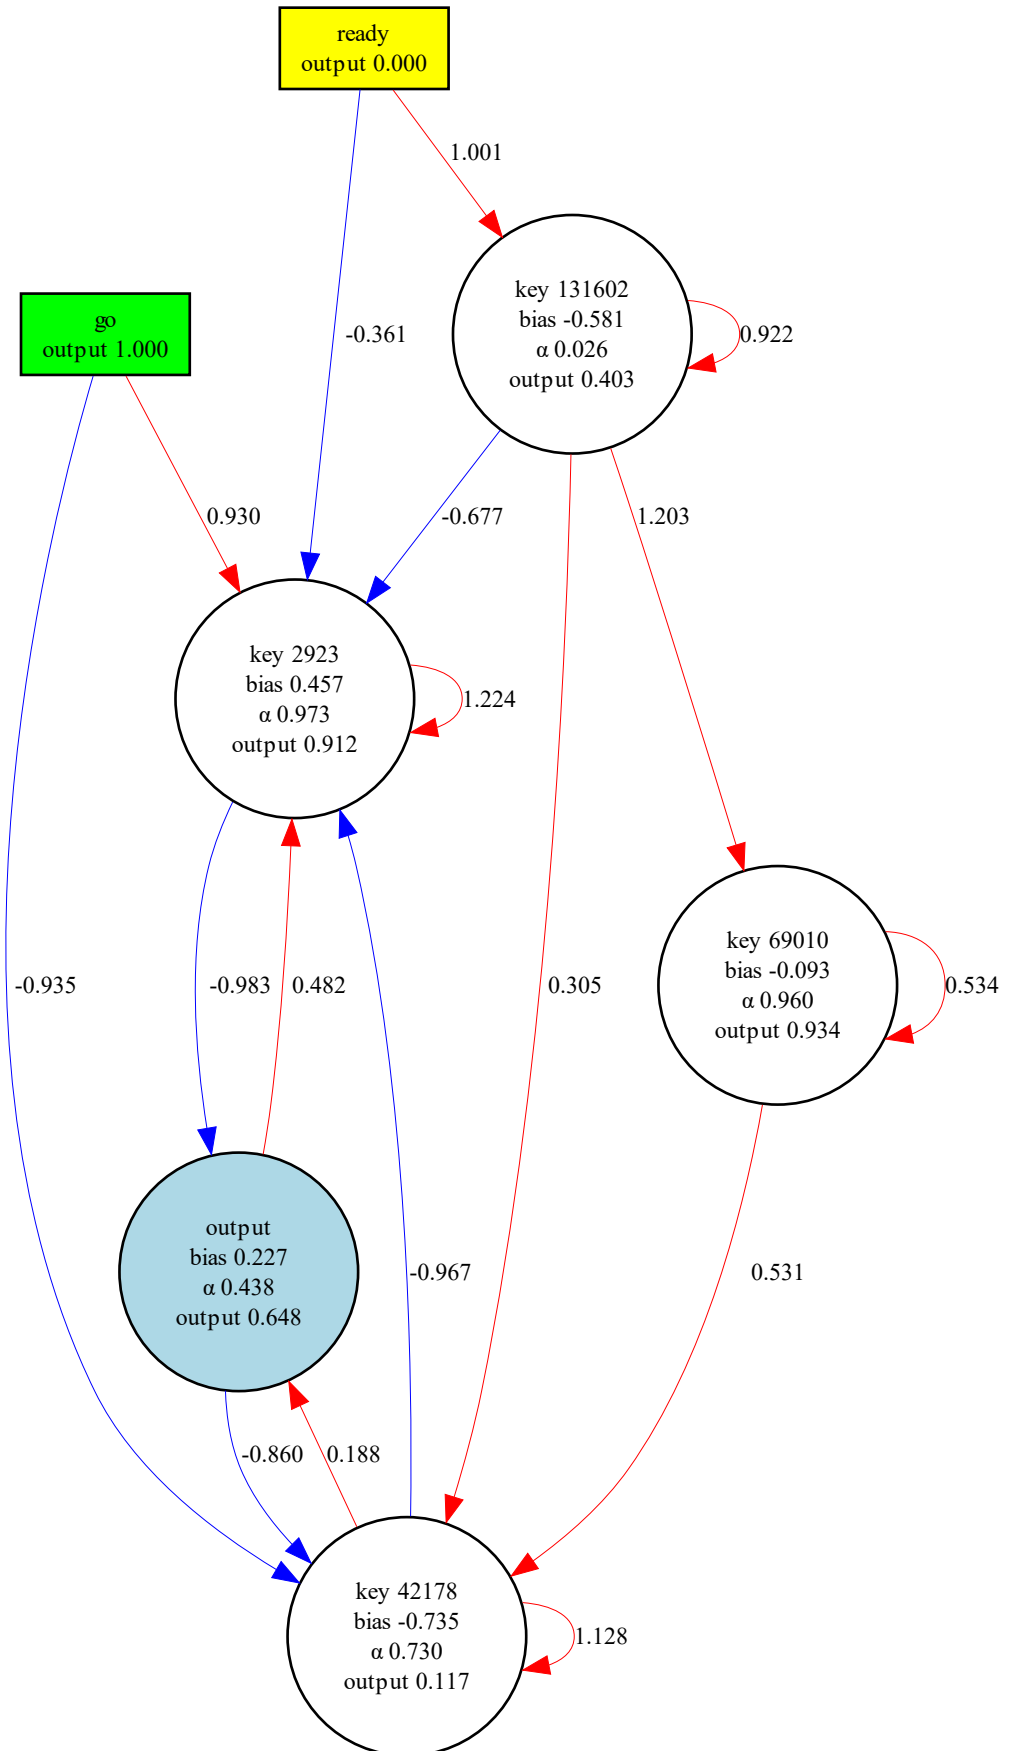 ready
output 0.000
1.001
key 131602
bias -0.581
α 0.026
output 0.403
0.922
go
output 1.000
-0.361
0.930
-0.677
1.203
key 2923
bias 0.457
α 0.973
output 0.912
1.224
key 69010
bias -0.093
α 0.960
output 0.934
0.534
-0.935
-0.983
0.482
0.305
output
bias 0.227
α 0.438
output 0.648
-0.967
0.531
-0.860
0.188
key 42178
bias -0.735
α 0.730
output 0.117
1.128